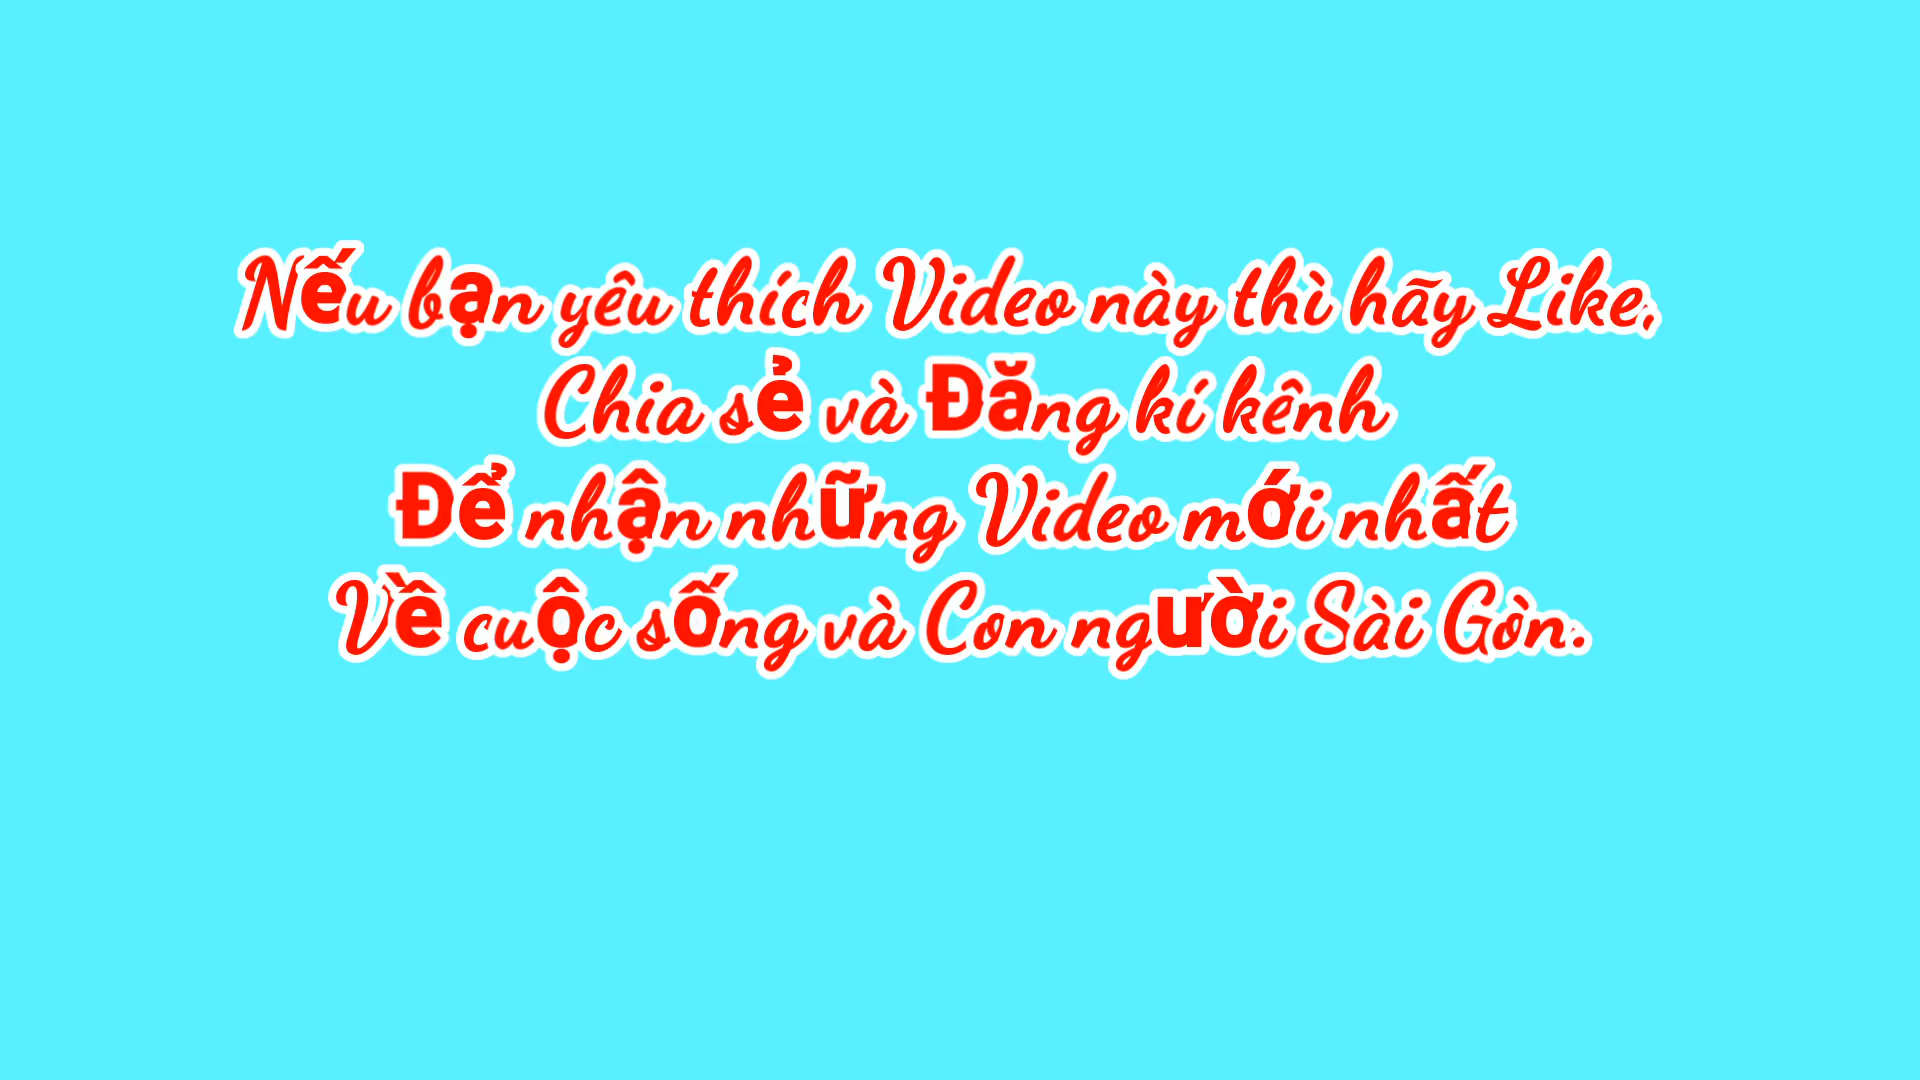 Nếu bạn yêu thích Video này thì hãy Like,
Chia sẻ và Đăng kí kênh
Để nhận những Video mới nhất
Về cuộc sống và Con người Sài Gòn.